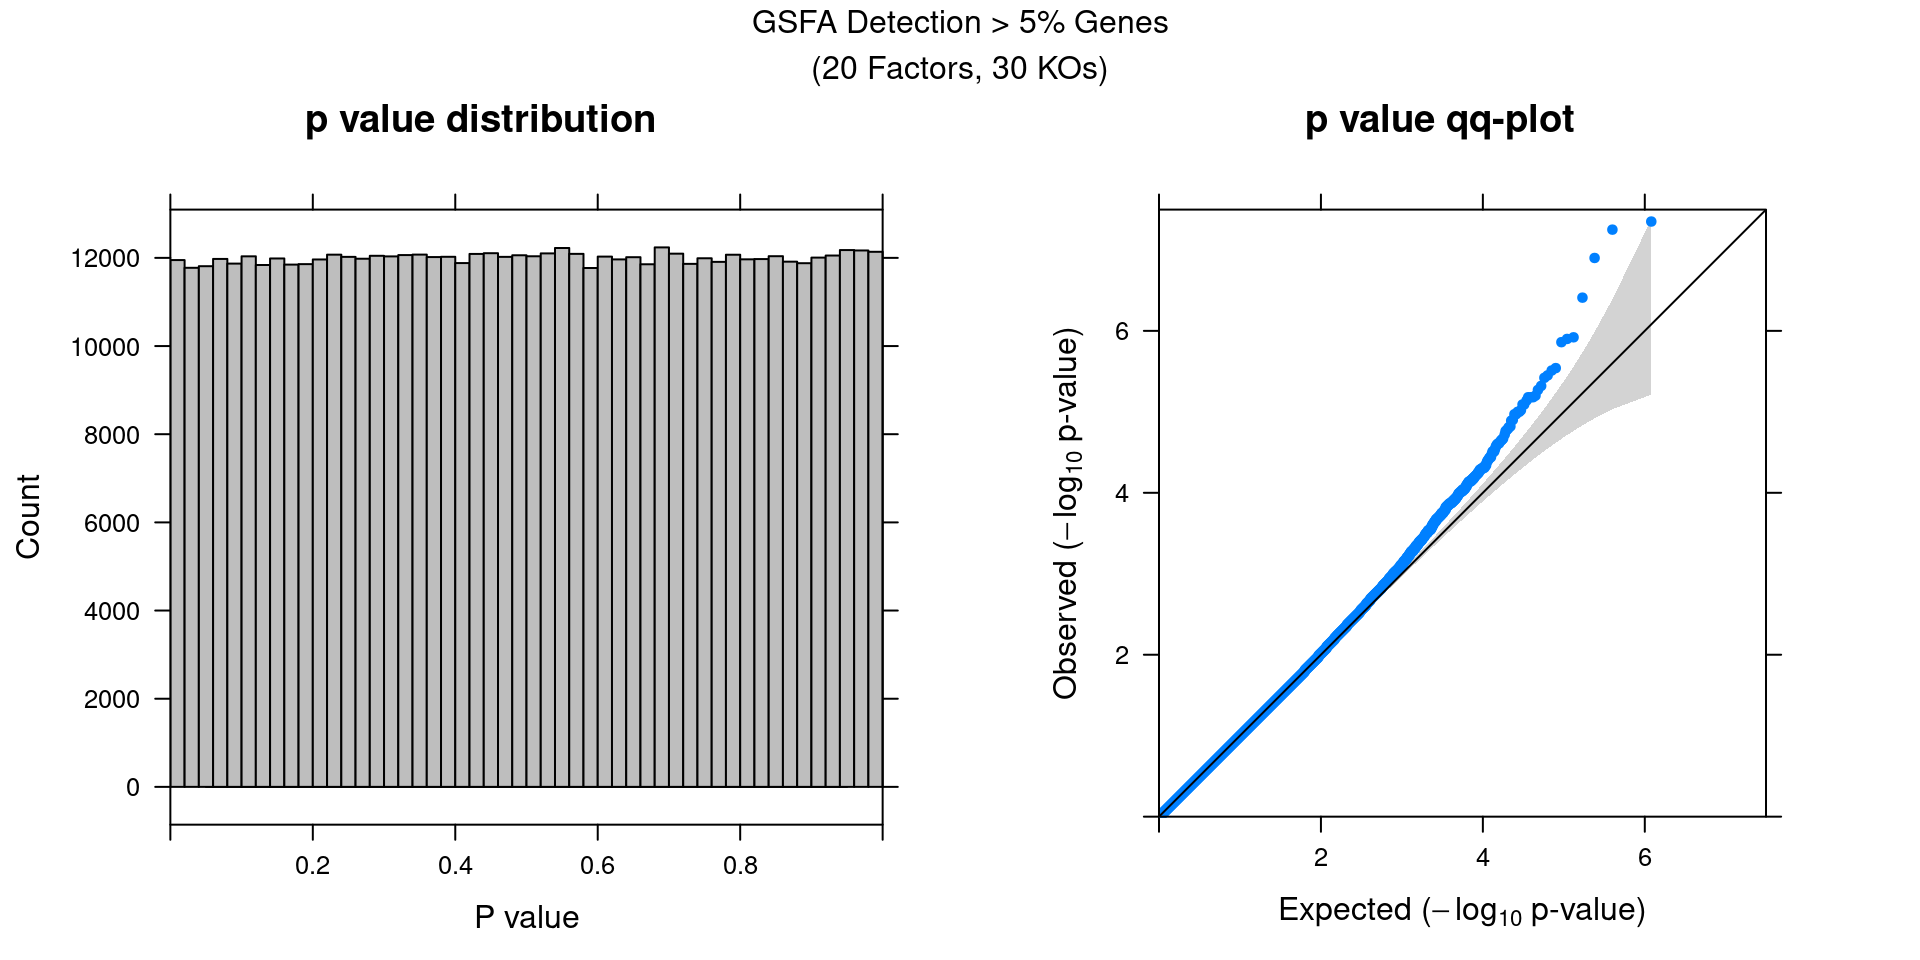 GSFA Detection > 5% Genes
(20 Factors, 30 KOs)
p value distribution
12000
10000
8000
6000
4000
2000
0
Count
0.2 0.4 0.6 0.8
P value
p value qq-plot
6
4
2
Observed (−log10 p-value)
2 4 6
Expected (−log10 p-value)